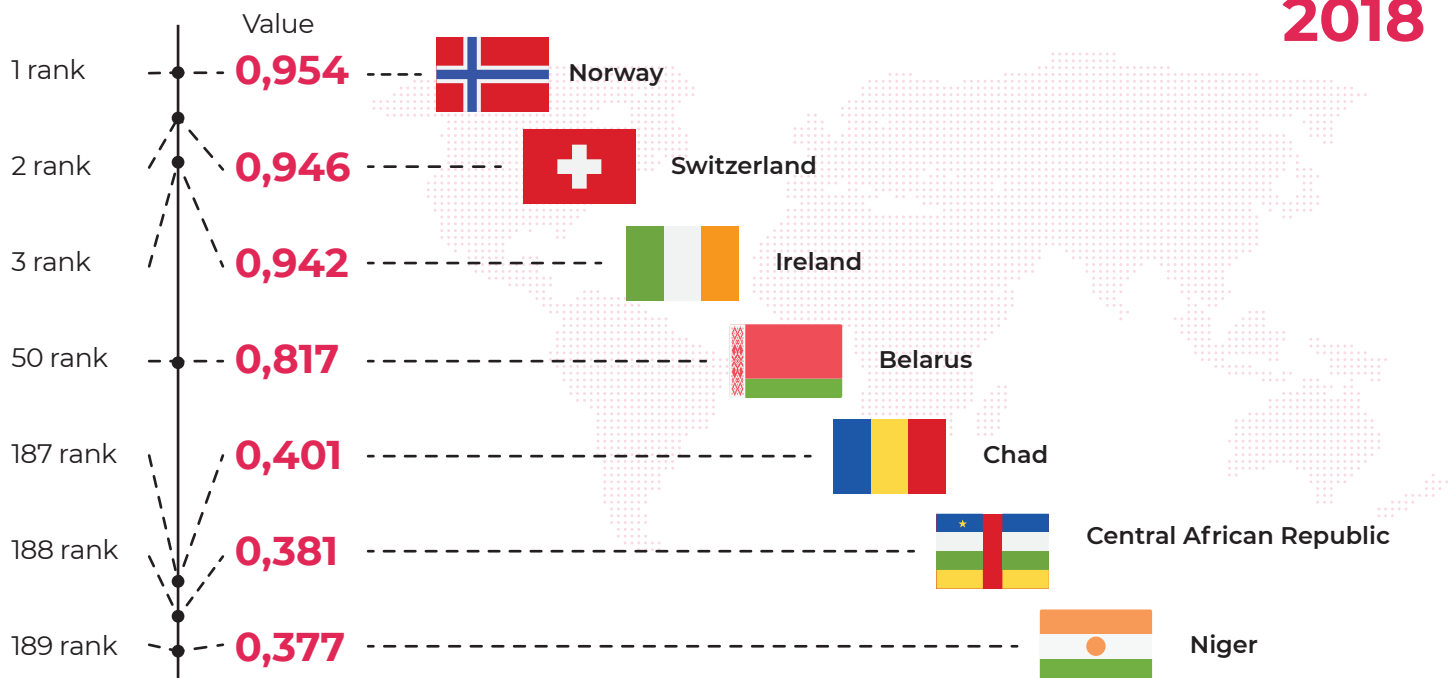 2018
Value
1 rank 0,954 Norway
2 rank 0,946 Switzerland
3 rank 0,942 Ireland
50 rank 0,817 Belarus
187 rank 0,401 Chad
188 rank 0,381 Central African Republic
189 rank 0,377 Niger